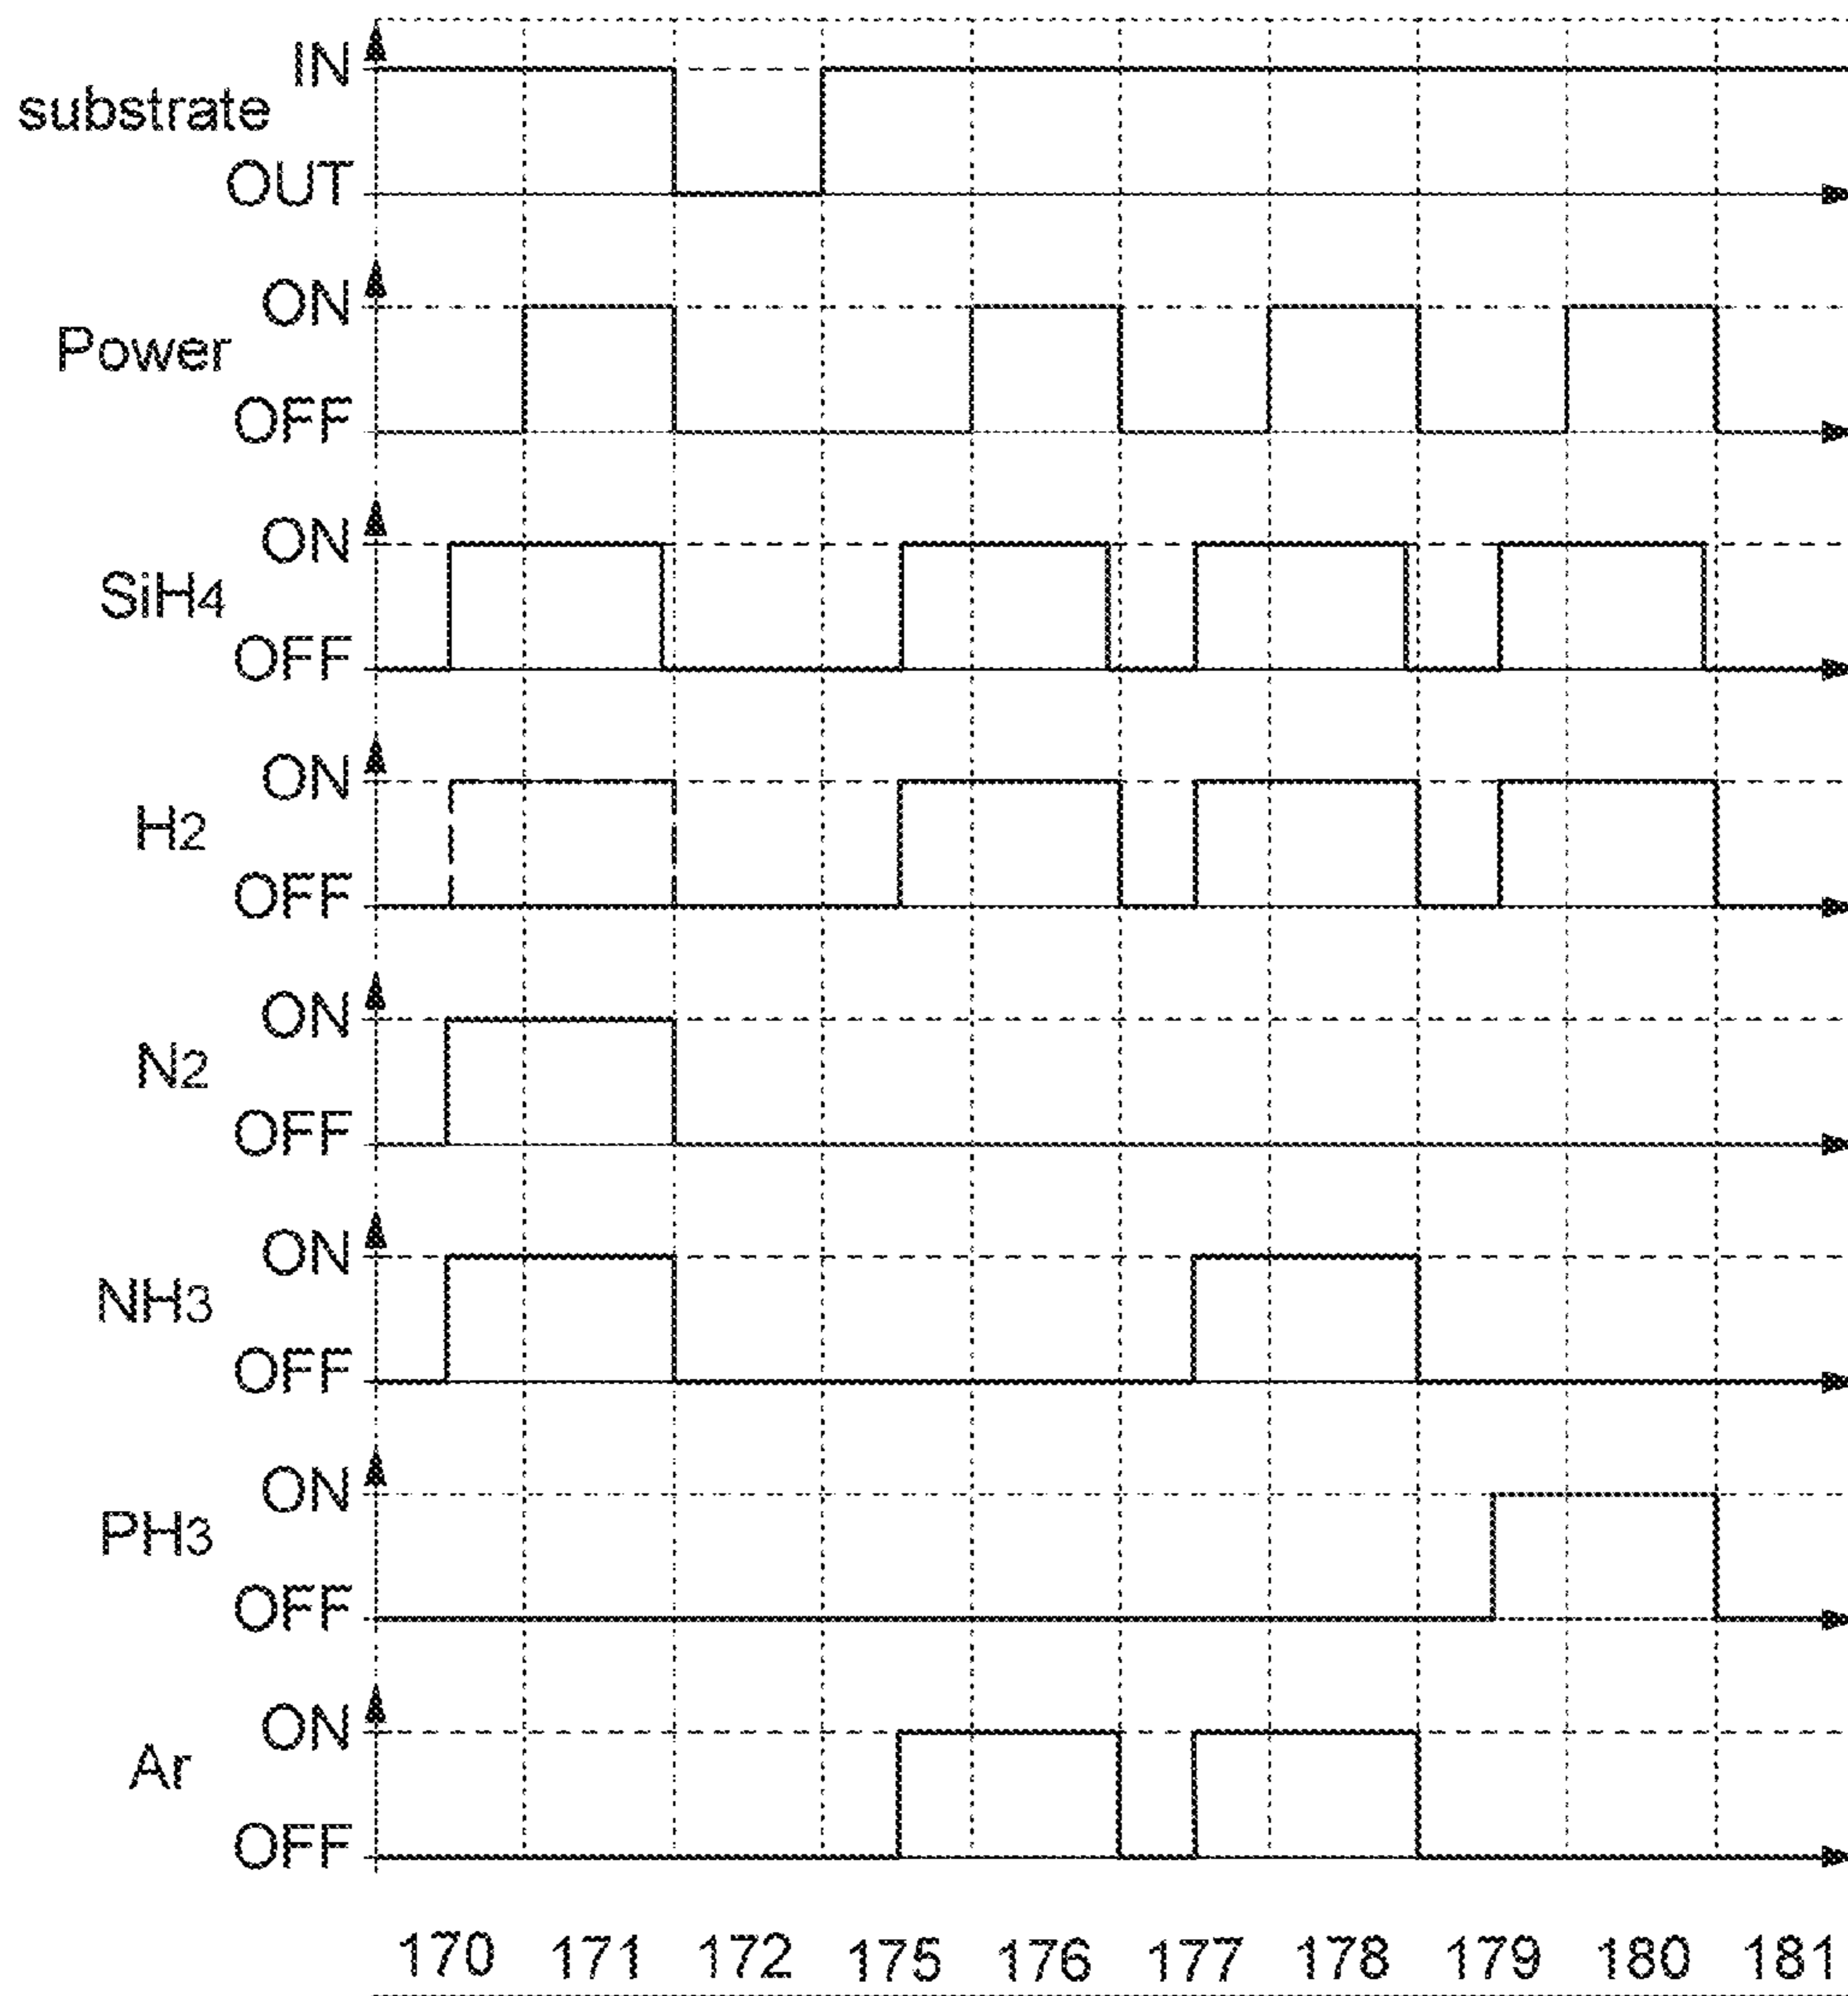 IN
substrate
OUT
ON
Power
OFF
ON
SiH4
OFF
ON
H2
OFF
ON
N2
OFF
ON
NH3
OFF
ON
PH3
OFF
ON
Ar
OFF
170 171 172 175 176 177 178 179 180 181